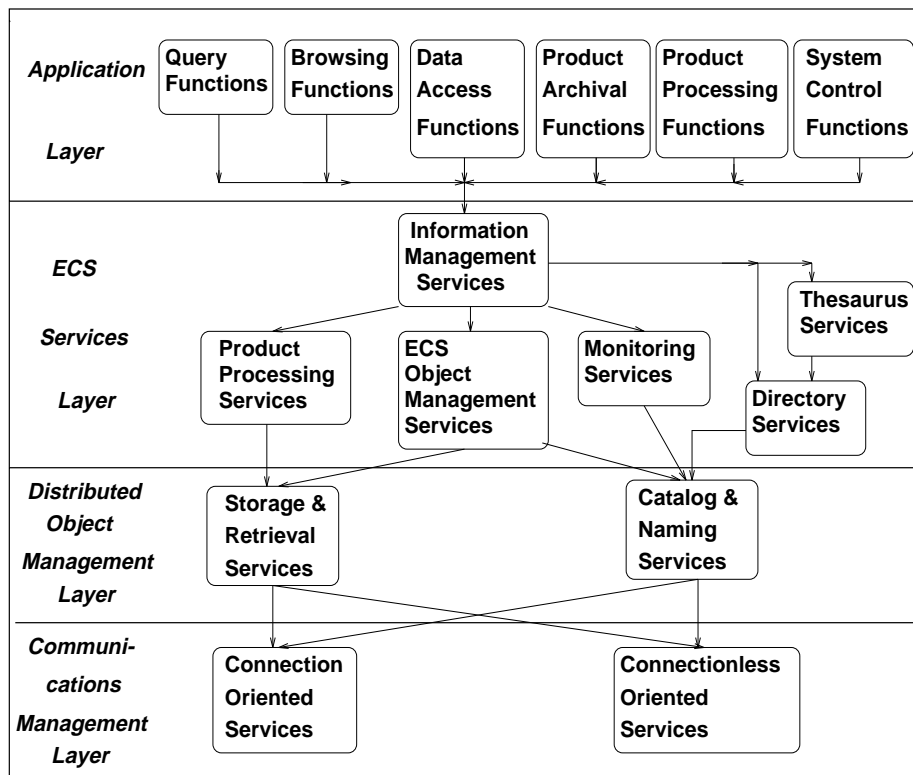 Application
Layer
Query
Functions
Browsing
Functions
Data
Access
Functions
Product
Archival
Functions
Product
Processing
Functions
System
Control
Functions
ECS
Services
Layer
Information
Management
Services
Thesaurus
Services
Product
Processing
Services
ECS
Object
Management
Services
Monitoring
Services
Directory
Services
Distributed
Object
Management
Layer
Storage &
Retrieval
Services
Catalog &
Naming
Services
Communi-
cations
Management
Layer
Connection
Oriented
Services
Connectionless
Oriented
Services